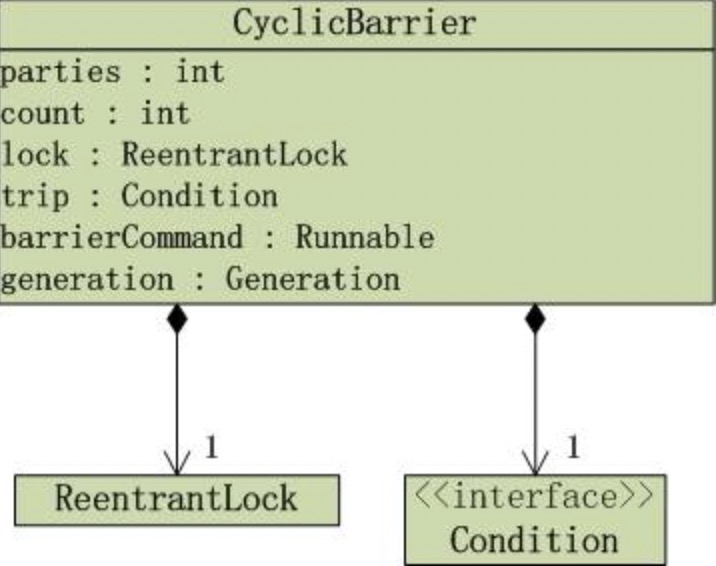 CyclicBarrier
parties : int
count : int
lock : ReentrantLock
trip : Condition
barrierCommand : Runnable
generation : Generation
1
1
ReentrantLock
<<interface>>
Condition